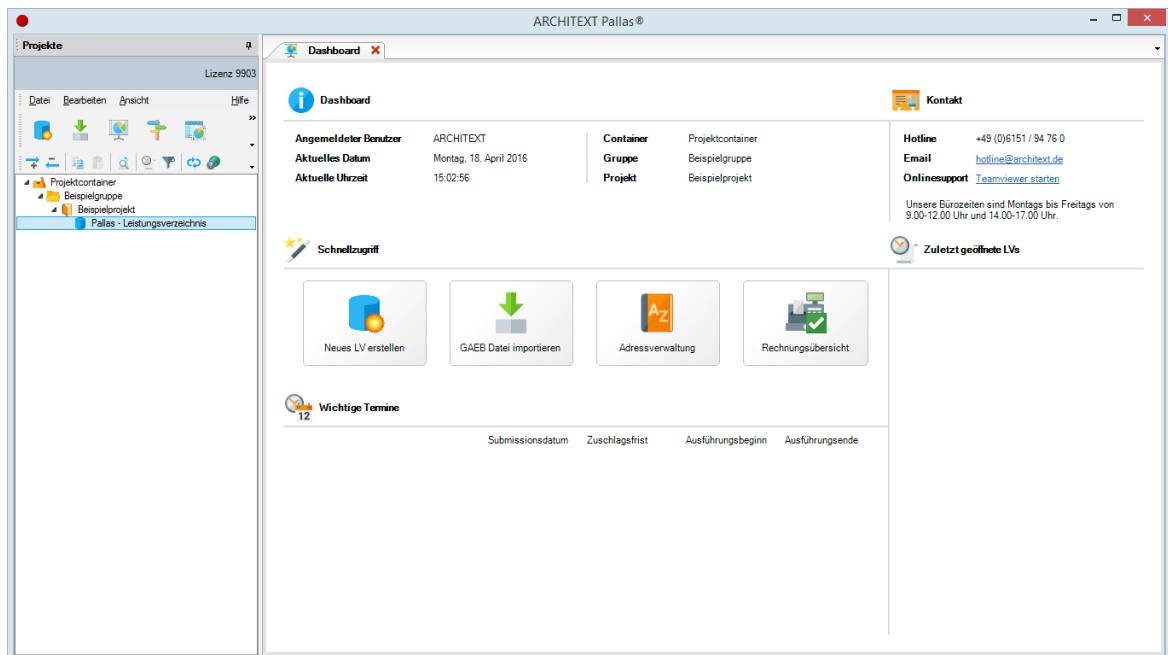 ARCHITEXT Pallas®
Projekte
Lizenz 9903
Datei Bearbeiten Ansicht Hilfe
»
Projektcontainer
Beispielgruppe
Beispielprojekt
Pallas - Leistungsverzeichnis
Dashboard
Dashboard
Angemeldeter Benutzer ARCHITEXT Container Projektcontainer
Aktuelles Datum Montag, 18. April 2016 Gruppe Beispielgruppe
Aktuelle Uhrzeit 15:02:56 Projekt Beispielprojekt
Kontakt
Hotline +49 (0)6151 / 94 76 0
Email hotline@architext.de
Onlinesupport Teamviewer starten
Unsere Bürozeiten sind Montags bis Freitags von
9.00-12.00 Uhr und 14.00-17.00 Uhr.
Schnellzugriff
Zuletzt geöffnete LVs
Neues LV erstellen
GAEB Datei importieren
AZ
Adressverwaltung
Rechnungsübersicht
12
Wichtige Termine
Submissionsdatum Zuschlagsfrist Ausführungsbeginn Ausführungsende